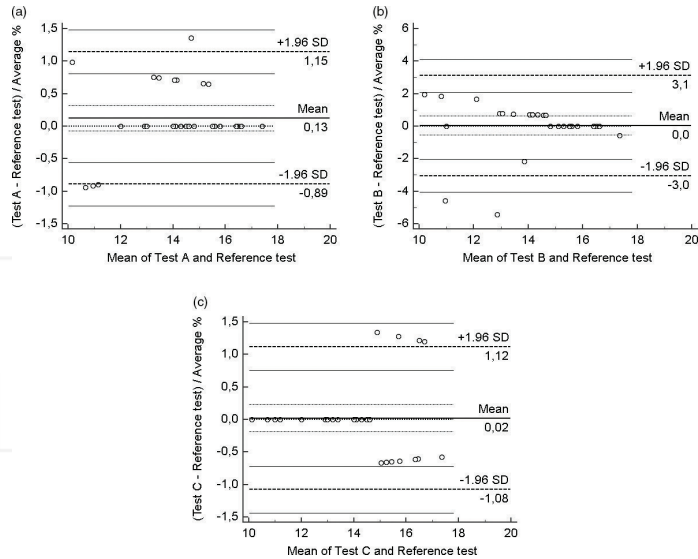 (a)
(Test A - Reference test) / Average %
1,5
1,0
0,5
0,0
-0,5
-1,0
-1,5
+1.96 SD
1,15
Mean
0,13
-1.96 SD
-0,89
10 12 14 16 18 20
Mean of Test A and Reference test
(b)
(Test B - Reference test) / Average %
6
4
2
0
-2
-4
-6
+1.96 SD
3,1
Mean
0,0
-1.96 SD
-3,0
10 12 14 16 18 20
Mean of Test B and Reference test
(c)
(Test C - Reference test) / Average %
1,5
1,0
0,5
0,0
-0,5
-1,0
-1,5
+1.96 SD
1,12
Mean
0,02
-1.96 SD
-1,08
10 12 14 16 18 20
Mean of Test C and Reference test